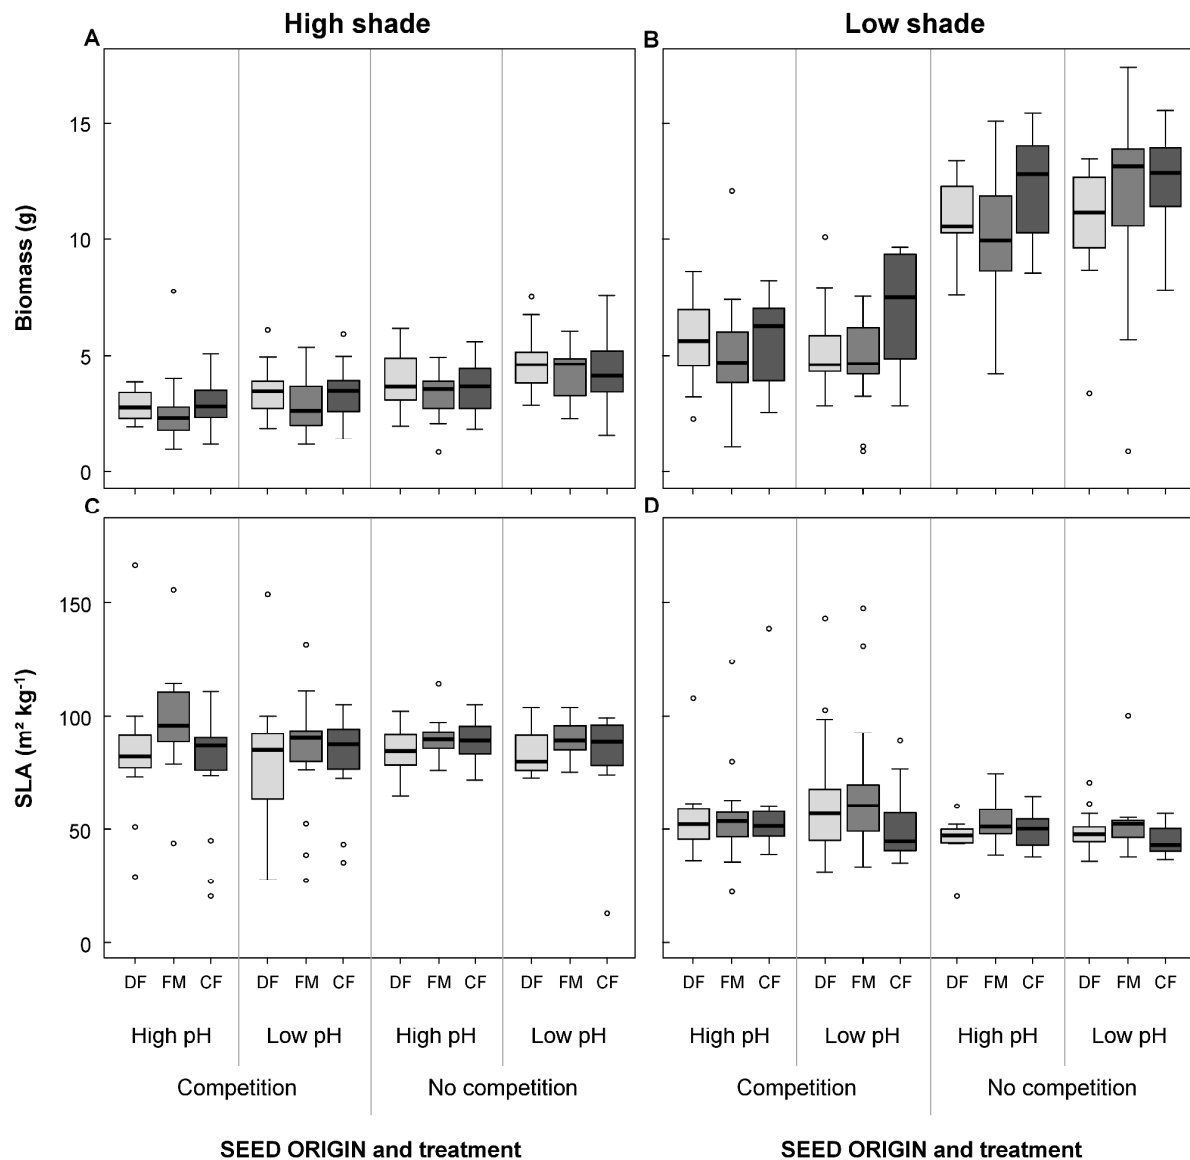 High shade Low shade
A B
15
10
5
0
Biomass (g)
C D
150
100
50
0
SLA (m² kg⁻¹)
DF FM CF DF FM CF DF FM CF DF FM CF DF FM CF DF FM CF DF FM CF DF FM CF
High pH Low pH High pH Low pH High pH Low pH High pH Low pH
Competition No competition Competition No competition
SEED ORIGIN and treatment SEED ORIGIN and treatment